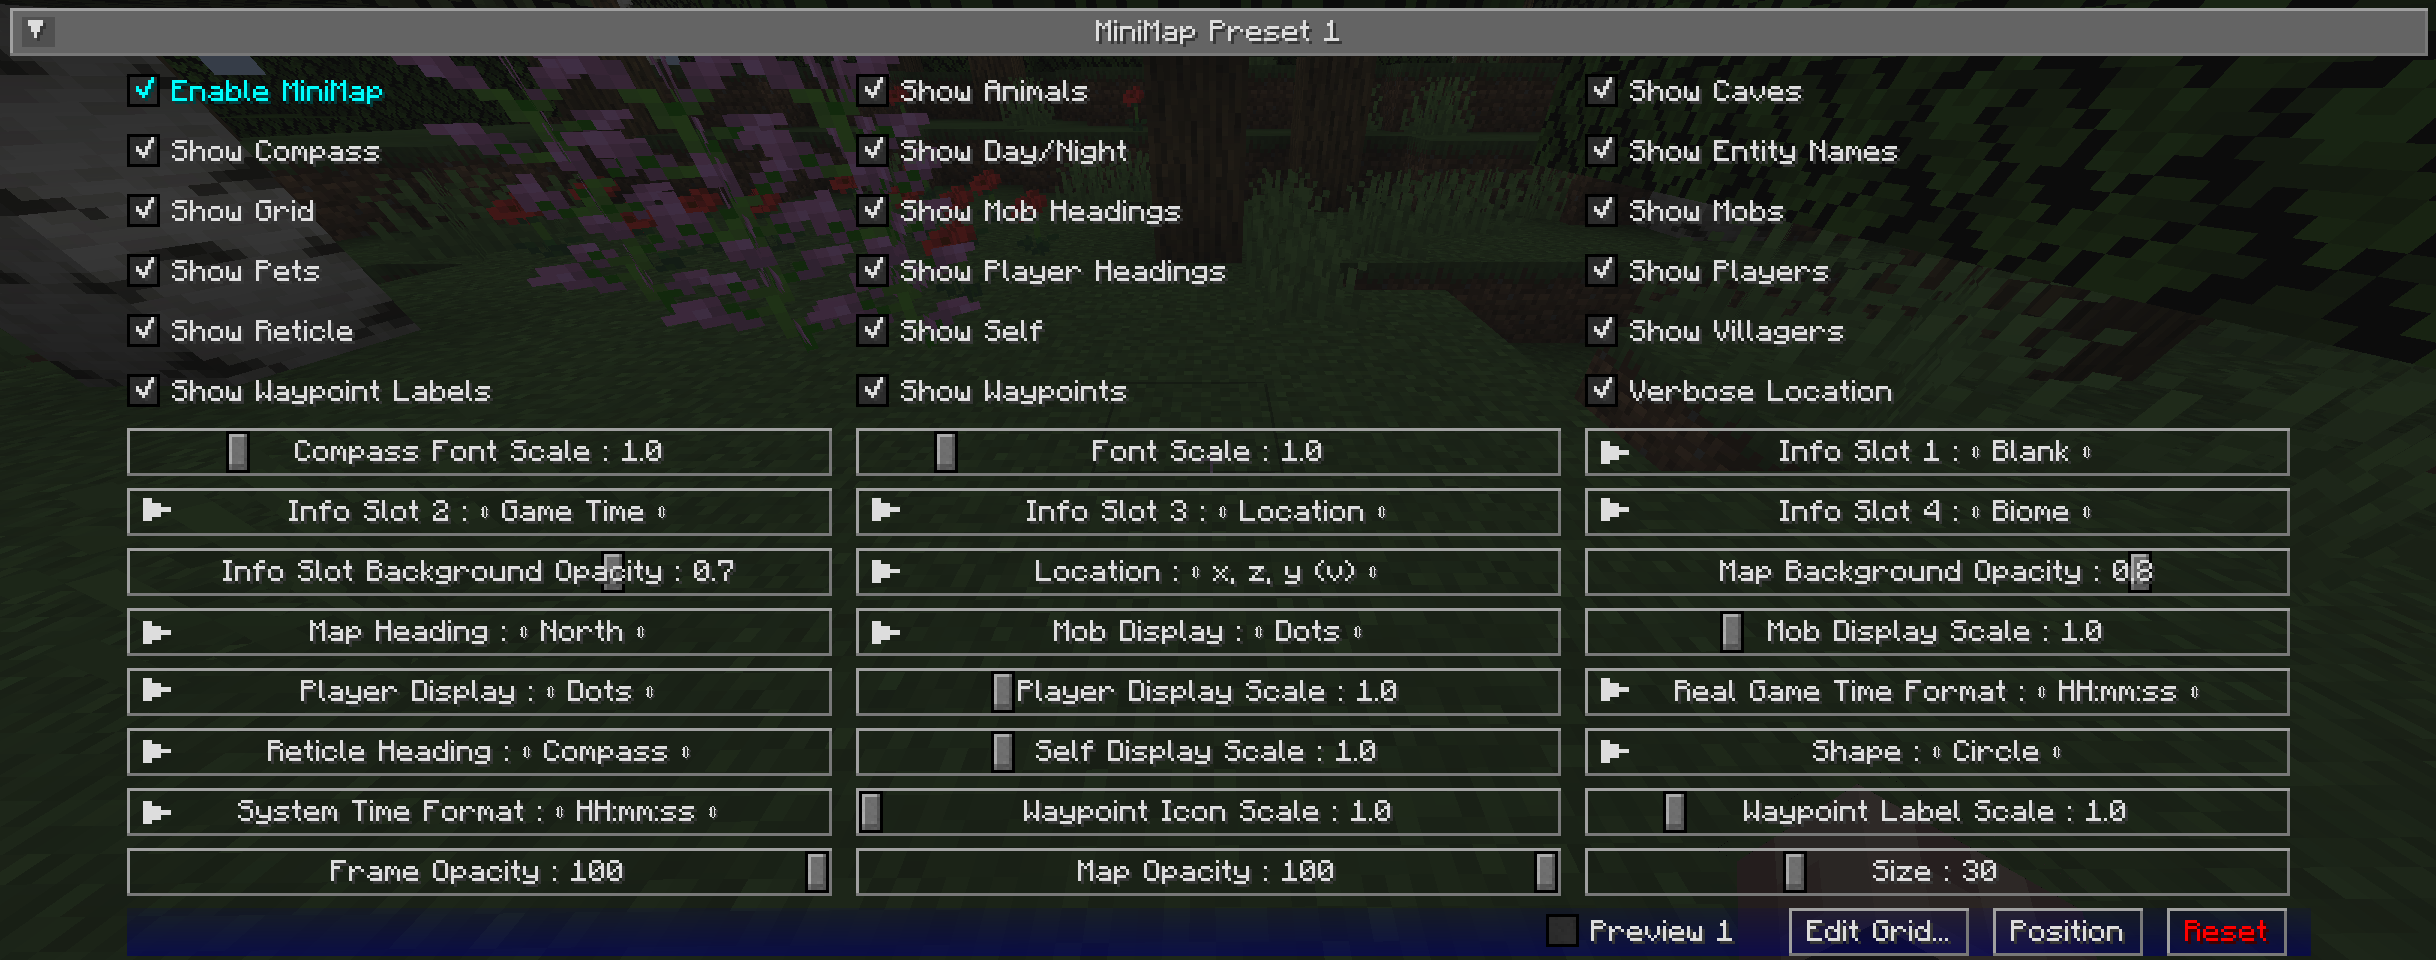 MiniMap Preset 1
Enable MiniMap Show Animals Show Caves
Show Compass Show Day/Night Show Entity Names
Show Grid Show Mob Headings Show Mobs
Show Pets Show Player Headings Show Players
Show Reticle Show Self Show Villagers
Show Waypoint Labels Show Waypoints Verbose Location
Compass Font Scale : 1.0 Font Scale : 1.0 Info Slot 1 : ⇕ Blank ⇕
Info Slot 2 : ⇕ Game Time ⇕ Info Slot 3 : ⇕ Location ⇕ Info Slot 4 : ⇕ Biome ⇕
Info Slot Background Opacity : 0.7 Location : ⇕ x, z, y (v) ⇕ Map Background Opacity : 0.8
Map Heading : ⇕ North ⇕ Mob Display : ⇕ Dots ⇕ Mob Display Scale : 1.0
Player Display : ⇕ Dots ⇕ Player Display Scale : 1.0 Real Game Time Format : ⇕ HH:mm:ss ⇕
Reticle Heading : ⇕ Compass ⇕ Self Display Scale : 1.0 Shape : ⇕ Circle ⇕
System Time Format : ⇕ HH:mm:ss ⇕ Waypoint Icon Scale : 1.0 Waypoint Label Scale : 1.0
Frame Opacity : 100 Map Opacity : 100 Size : 30
Preview 1 Edit Grid... Position Reset